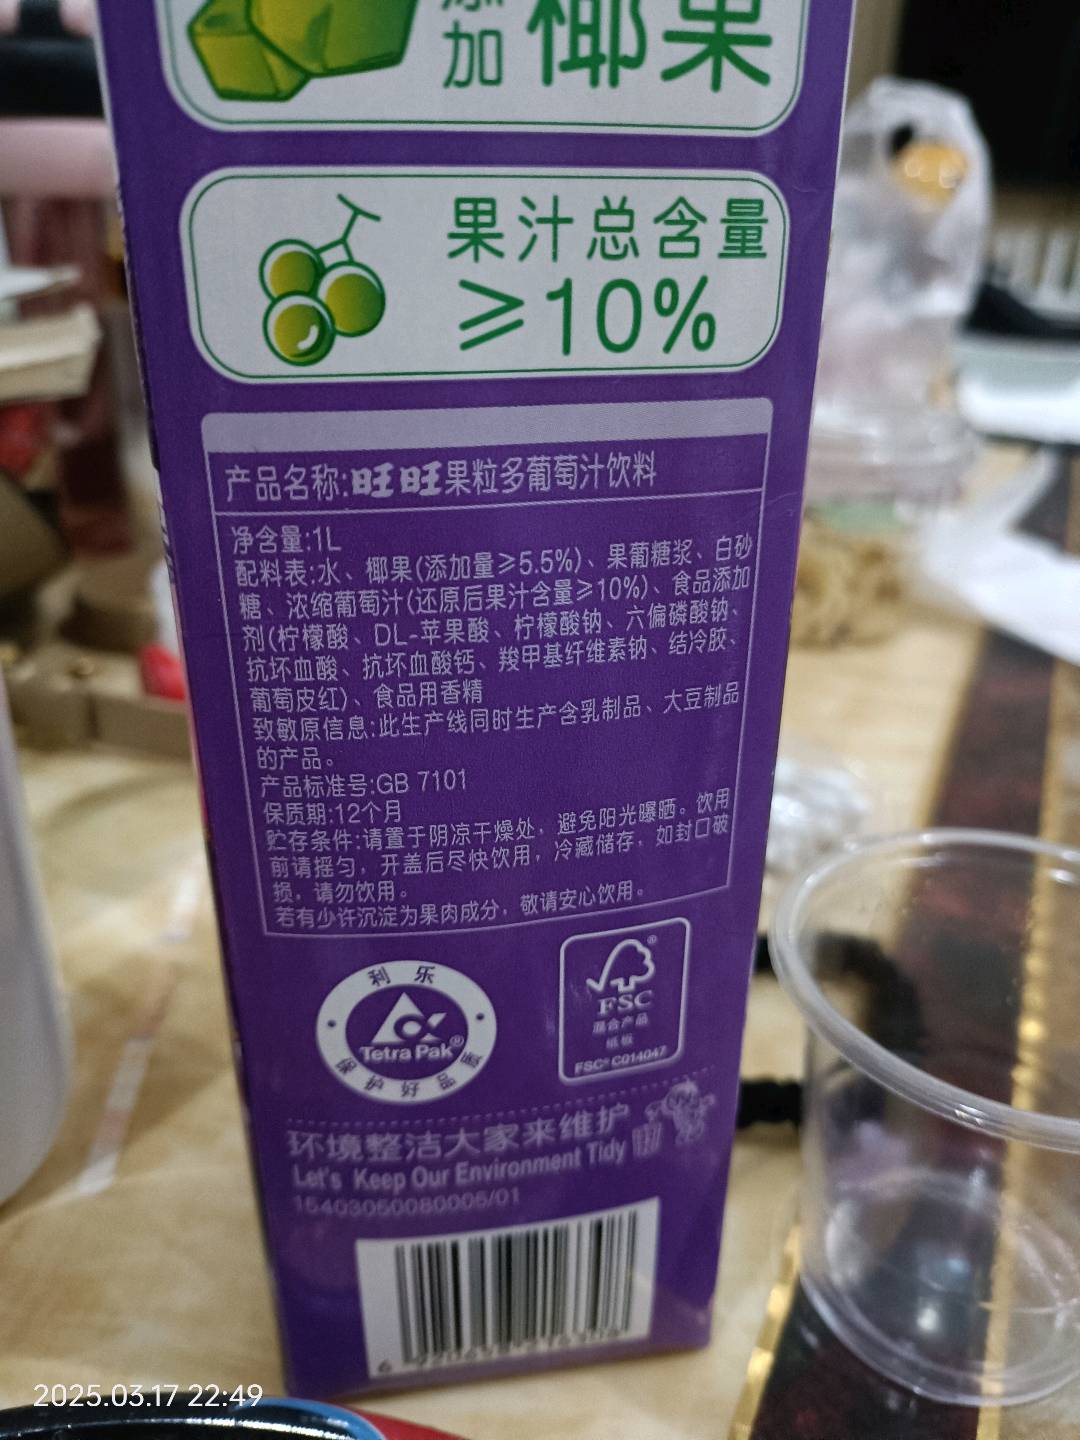 添
加
椰果
果汁总含量
≥10%
产品名称:旺旺果粒多葡萄汁饮料
净含量:1L
配料表:水、椰果(添加量≥5.5%)、果葡糖浆、白砂
糖、浓缩葡萄汁(还原后果汁含量≥10%)、食品添加
剂(柠檬酸、DL-苹果酸、柠檬酸钠、六偏磷酸钠、
抗坏血酸、抗坏血酸钙、羧甲基纤维素钠、结冷胶、
葡萄皮红)、食品用香精
致敏原信息:此生产线同时生产含乳制品、大豆制品
的产品。
产品标准号:GB 7101
保质期:12个月
贮存条件:请置于阴凉干燥处，避免阳光曝晒。饮用
前请摇匀，开盖后尽快饮用，冷藏储存，如封口破
损，请勿饮用。
若有少许沉淀为果肉成分，敬请安心饮用。
利乐
Tetra Pak®
保护好品质
FSC®
混合产品
纸板
FSC® C014047
环境整洁大家来维护
Let's Keep Our Environment Tidy
15403050080005/01
2025.03.17 22:49